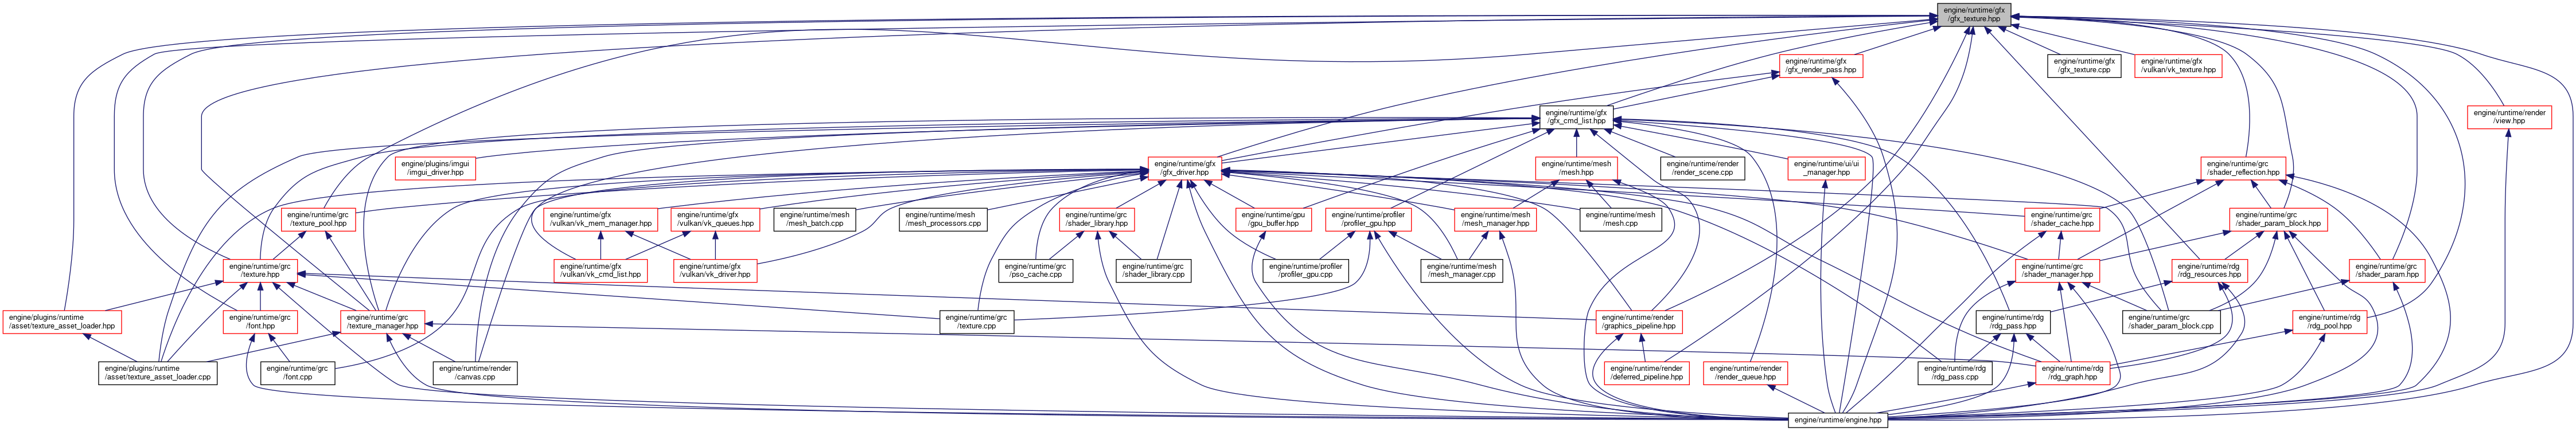 engine/runtime/gfx
/gfx_texture.hpp
engine/runtime/gfx
/gfx_render_pass.hpp
engine/runtime/gfx
/gfx_texture.cpp
engine/runtime/gfx
/vulkan/vk_texture.hpp
engine/runtime/gfx
/gfx_cmd_list.hpp
engine/runtime/render
/view.hpp
engine/plugins/imgui
/imgui_driver.hpp
engine/runtime/gfx
/gfx_driver.hpp
engine/runtime/mesh
/mesh.hpp
engine/runtime/render
/render_scene.cpp
engine/runtime/ui/ui
_manager.hpp
engine/runtime/grc
/shader_reflection.hpp
engine/runtime/grc
/texture_pool.hpp
engine/runtime/gfx
/vulkan/vk_mem_manager.hpp
engine/runtime/gfx
/vulkan/vk_queues.hpp
engine/runtime/mesh
/mesh_batch.cpp
engine/runtime/mesh
/mesh_processors.cpp
engine/runtime/grc
/shader_library.hpp
engine/runtime/gpu
/gpu_buffer.hpp
engine/runtime/profiler
/profiler_gpu.hpp
engine/runtime/mesh
/mesh_manager.hpp
engine/runtime/mesh
/mesh.cpp
engine/runtime/grc
/shader_cache.hpp
engine/runtime/grc
/shader_param_block.hpp
engine/runtime/grc
/texture.hpp
engine/runtime/gfx
/vulkan/vk_cmd_list.hpp
engine/runtime/gfx
/vulkan/vk_driver.hpp
engine/runtime/grc
/pso_cache.cpp
engine/runtime/grc
/shader_library.cpp
engine/runtime/profiler
/profiler_gpu.cpp
engine/runtime/mesh
/mesh_manager.cpp
engine/runtime/grc
/shader_manager.hpp
engine/runtime/rdg
/rdg_resources.hpp
engine/runtime/grc
/shader_param.hpp
engine/plugins/runtime
/asset/texture_asset_loader.hpp
engine/runtime/grc
/font.hpp
engine/runtime/grc
/texture_manager.hpp
engine/runtime/grc
/texture.cpp
engine/runtime/render
/graphics_pipeline.hpp
engine/runtime/rdg
/rdg_pass.hpp
engine/runtime/grc
/shader_param_block.cpp
engine/runtime/rdg
/rdg_pool.hpp
engine/plugins/runtime
/asset/texture_asset_loader.cpp
engine/runtime/grc
/font.cpp
engine/runtime/render
/canvas.cpp
engine/runtime/render
/deferred_pipeline.hpp
engine/runtime/render
/render_queue.hpp
engine/runtime/rdg
/rdg_pass.cpp
engine/runtime/rdg
/rdg_graph.hpp
engine/runtime/engine.hpp